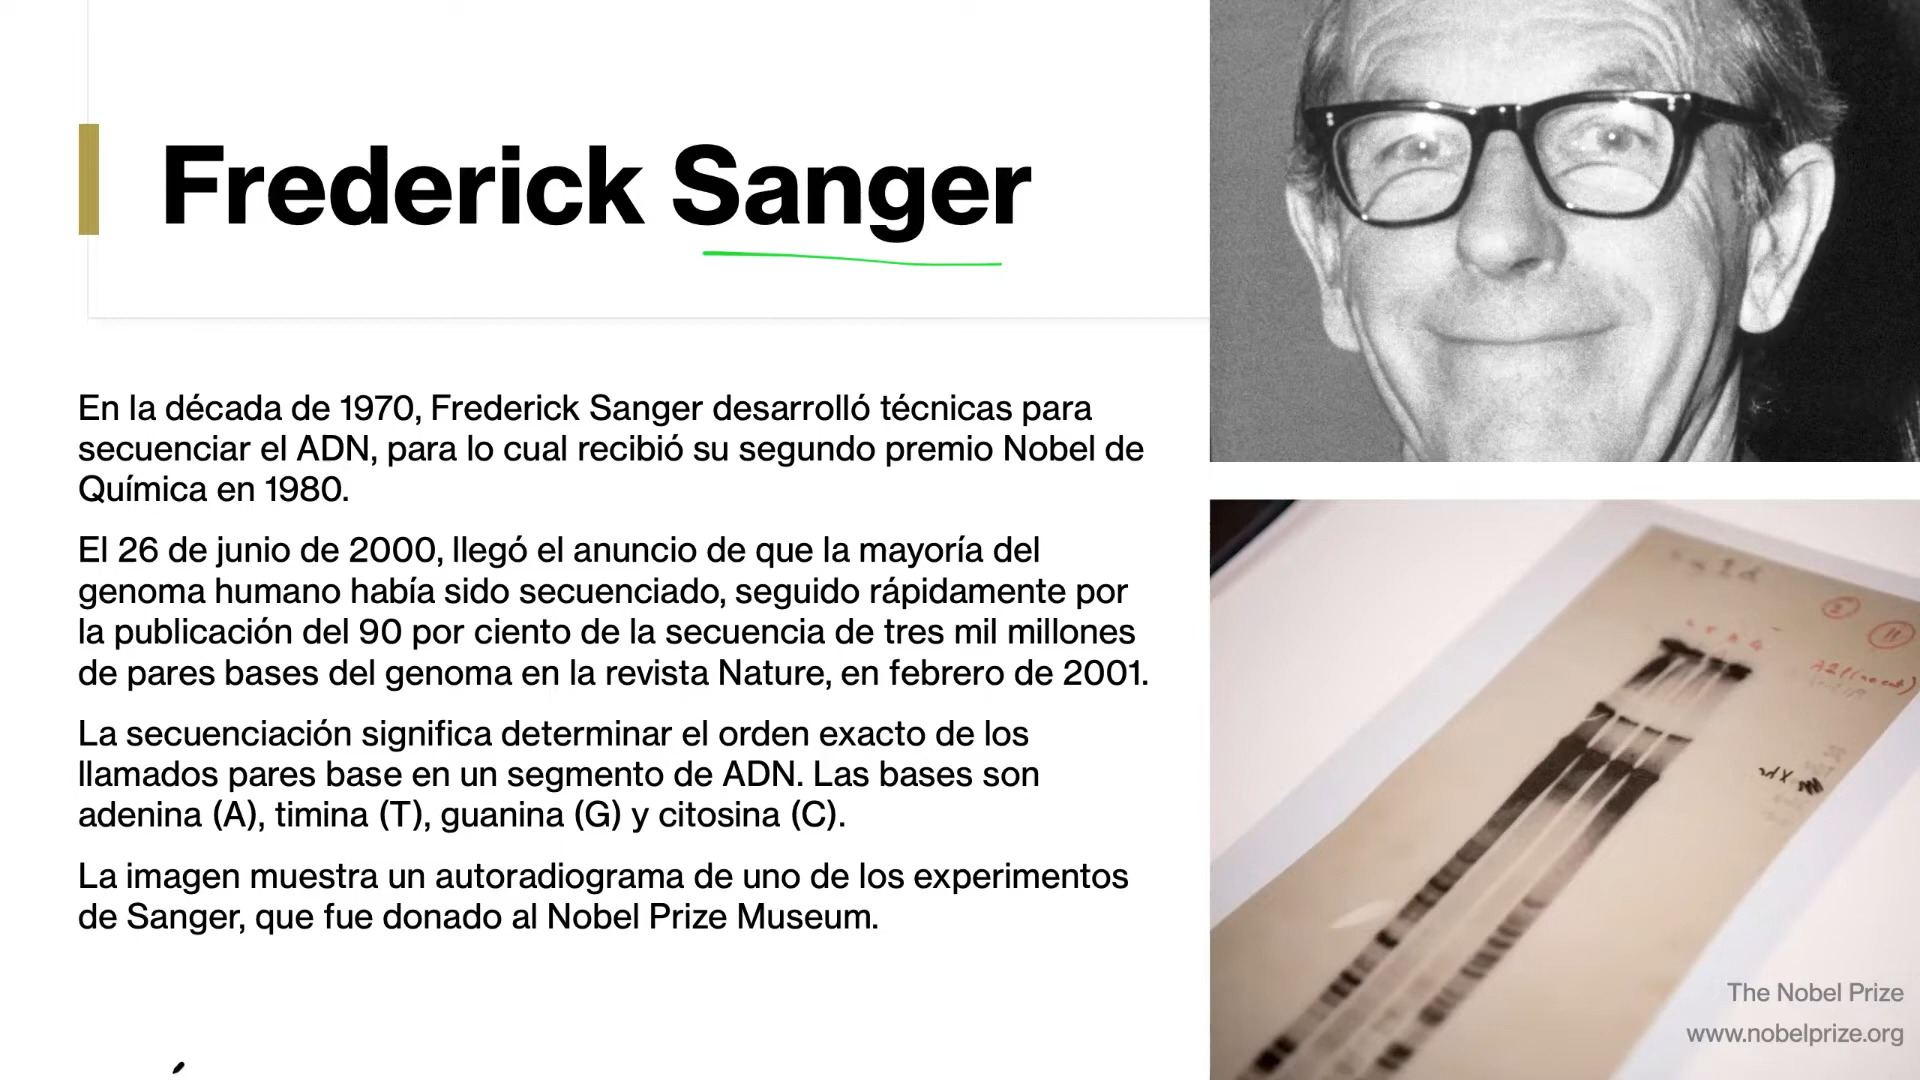 Frederick Sanger
En la década de 1970, Frederick Sanger desarrolló técnicas para
secuenciar el ADN, para lo cual recibió su segundo premio Nobel de
Química en 1980.
El 26 de junio de 2000, llegó el anuncio de que la mayoría del
genoma humano había sido secuenciado, seguido rápidamente por
la publicación del 90 por ciento de la secuencia de tres mil millones
de pares bases del genoma en la revista Nature, en febrero de 2001.
La secuenciación significa determinar el orden exacto de los
llamados pares base en un segmento de ADN. Las bases son
adenina (A), timina (T), guanina (G) y citosina (C).
La imagen muestra un autoradiograma de uno de los experimentos
de Sanger, que fue donado al Nobel Prize Museum.
2
11
The Nobel Prize
www.nobelprize.org